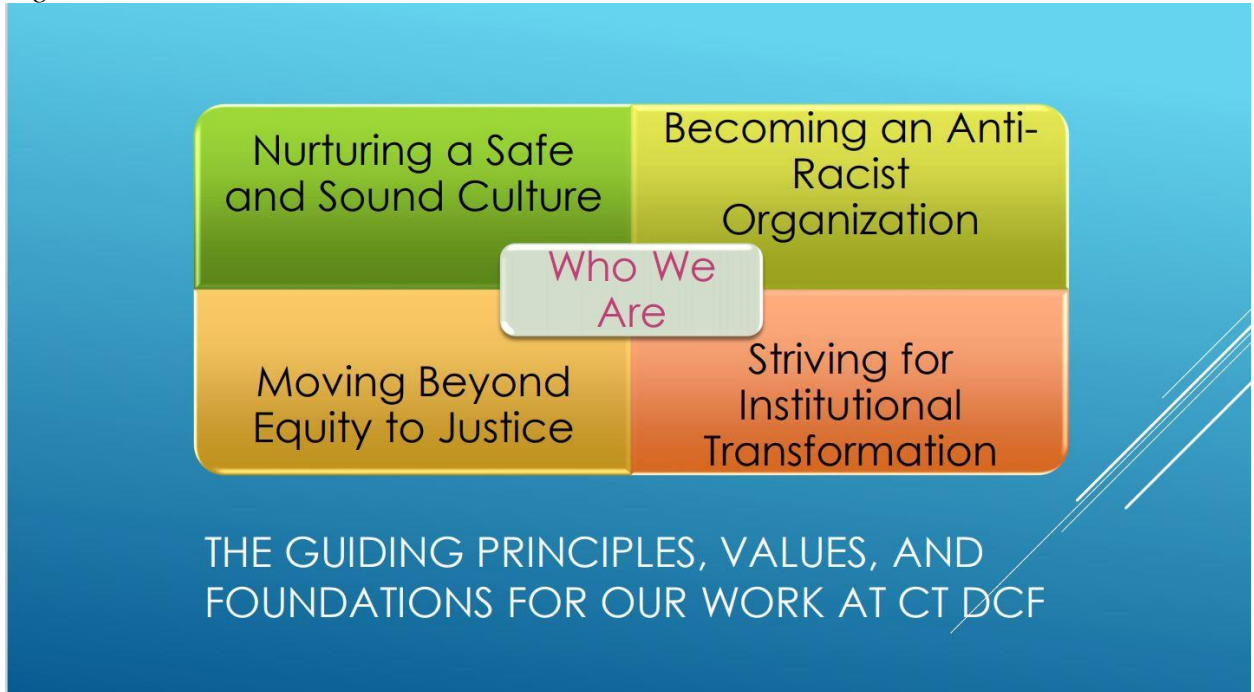 Nurturing a Safe
and Sound Culture
Becoming an Anti-
Racist
Organization
Who We
Are
Moving Beyond
Equity to Justice
Striving for
Institutional
Transformation
THE GUIDING PRINCIPLES, VALUES, AND
FOUNDATIONS FOR OUR WORK AT CT DCF